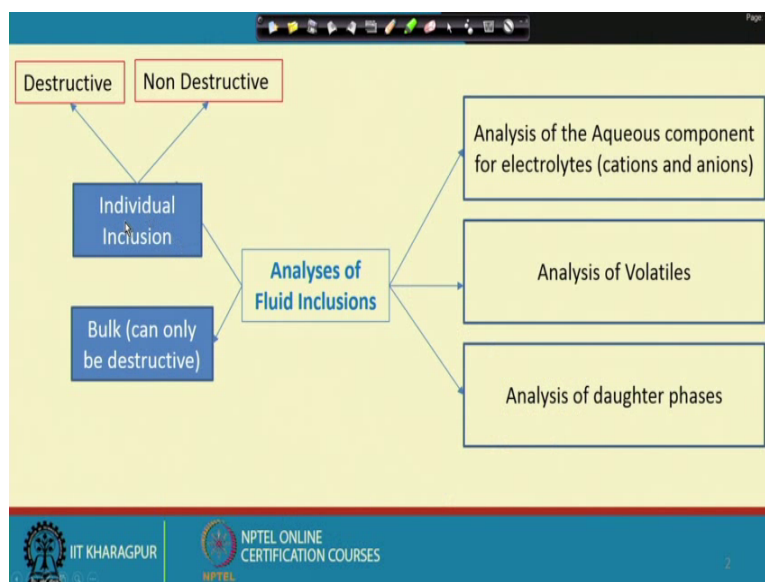 Page:
Destructive
Non Destructive
Individual
Inclusion
Bulk (can only
be destructive)
Analyses of
Fluid Inclusions
Analysis of the Aqueous component
for electrolytes (cations and anions)
Analysis of Volatiles
Analysis of daughter phases
IIT KHARAGPUR
NPTEL
NPTEL ONLINE
CERTIFICATION COURSES
2